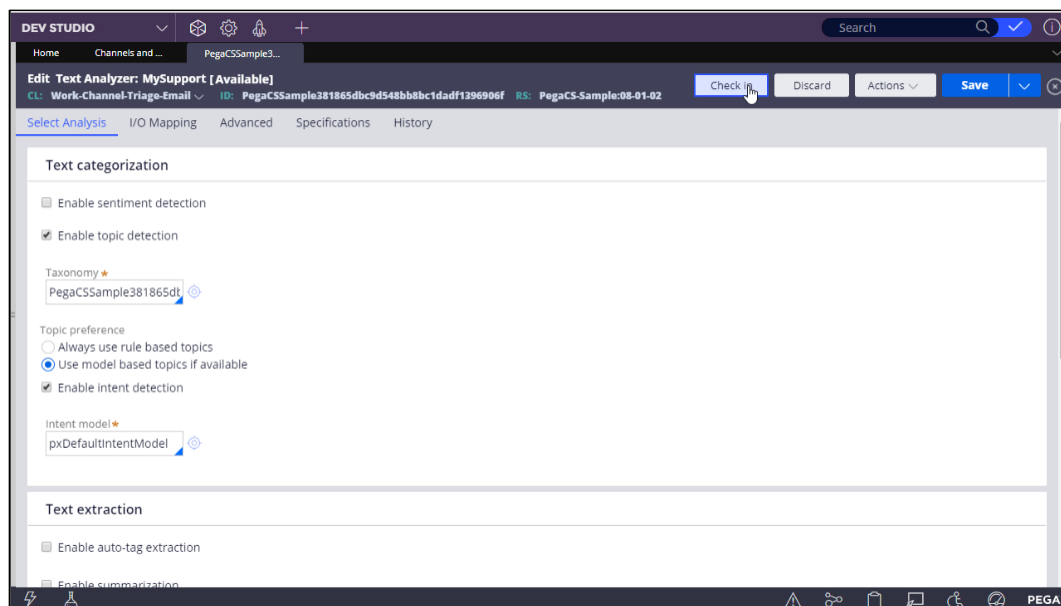 DEV STUDIO
Search
Home Channels and ... PegaCSSample3...
Edit Text Analyzer: MySupport [Available]
CL: Work-Channel-Triage-Email ID: PegaCSSample381865dbc9d548bb8bc1dadf1396906f RS: PegaCS-Sample:08-01-02
Check in Discard Actions Save
Select Analysis I/O Mapping Advanced Specifications History
Text categorization
Enable sentiment detection
Enable topic detection
Taxonomy ★
PegaCSSample381865db
Topic preference
Always use rule based topics
Use model based topics if available
Enable intent detection
Intent model★
pxDefaultIntentModel
Text extraction
Enable auto-tag extraction
Enable summarization
PEGA